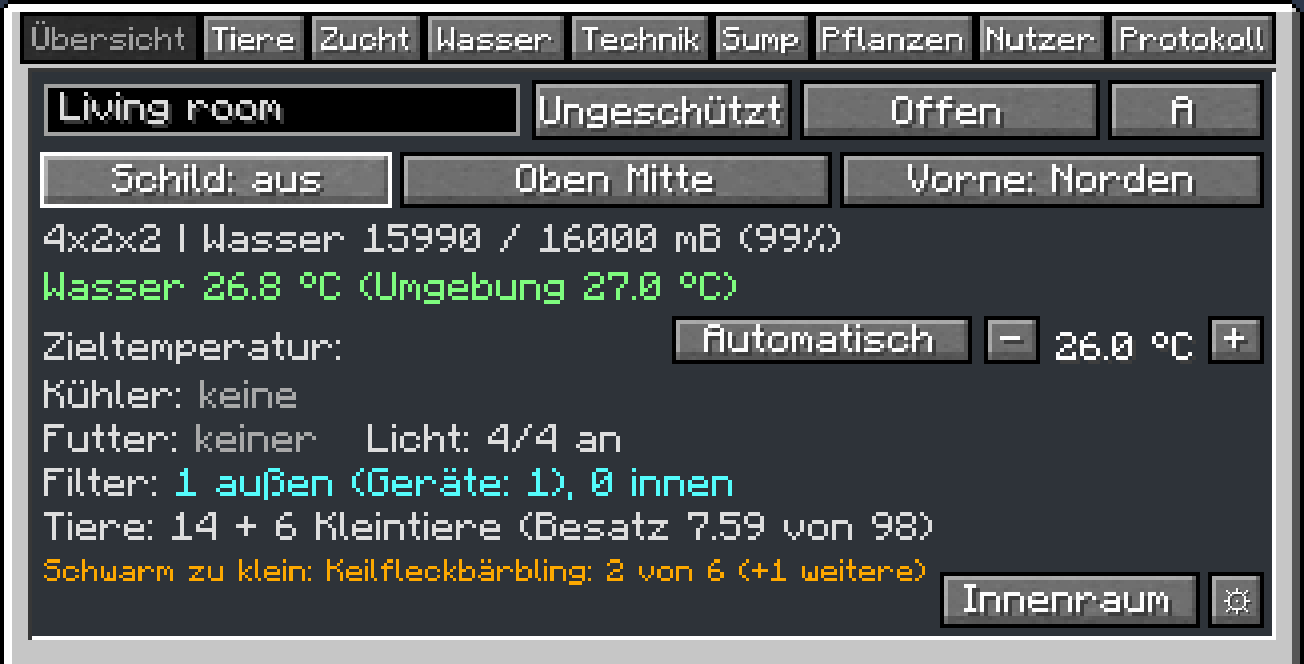 Übersicht Tiere Zucht Wasser Technik Sump Pflanzen Nutzer Protokoll
Living room Ungeschützt Offen A
Schild: aus Oben Mitte Vorne: Norden
4x2x2 | Wasser 15990 / 16000 mB (99%)
Wasser 26.8 °C (Umgebung 27.0 °C)
Zieltemperatur: Automatisch - 26.0 °C +
Kühler: keine
Futter: keiner Licht: 4/4 an
Filter: 1 außen (Geräte: 1), 0 innen
Tiere: 14 + 6 Kleintiere (Besatz 7.59 von 98)
Schwarm zu klein: Keilfleckbärbling: 2 von 6 (+1 weitere)
Innenraum